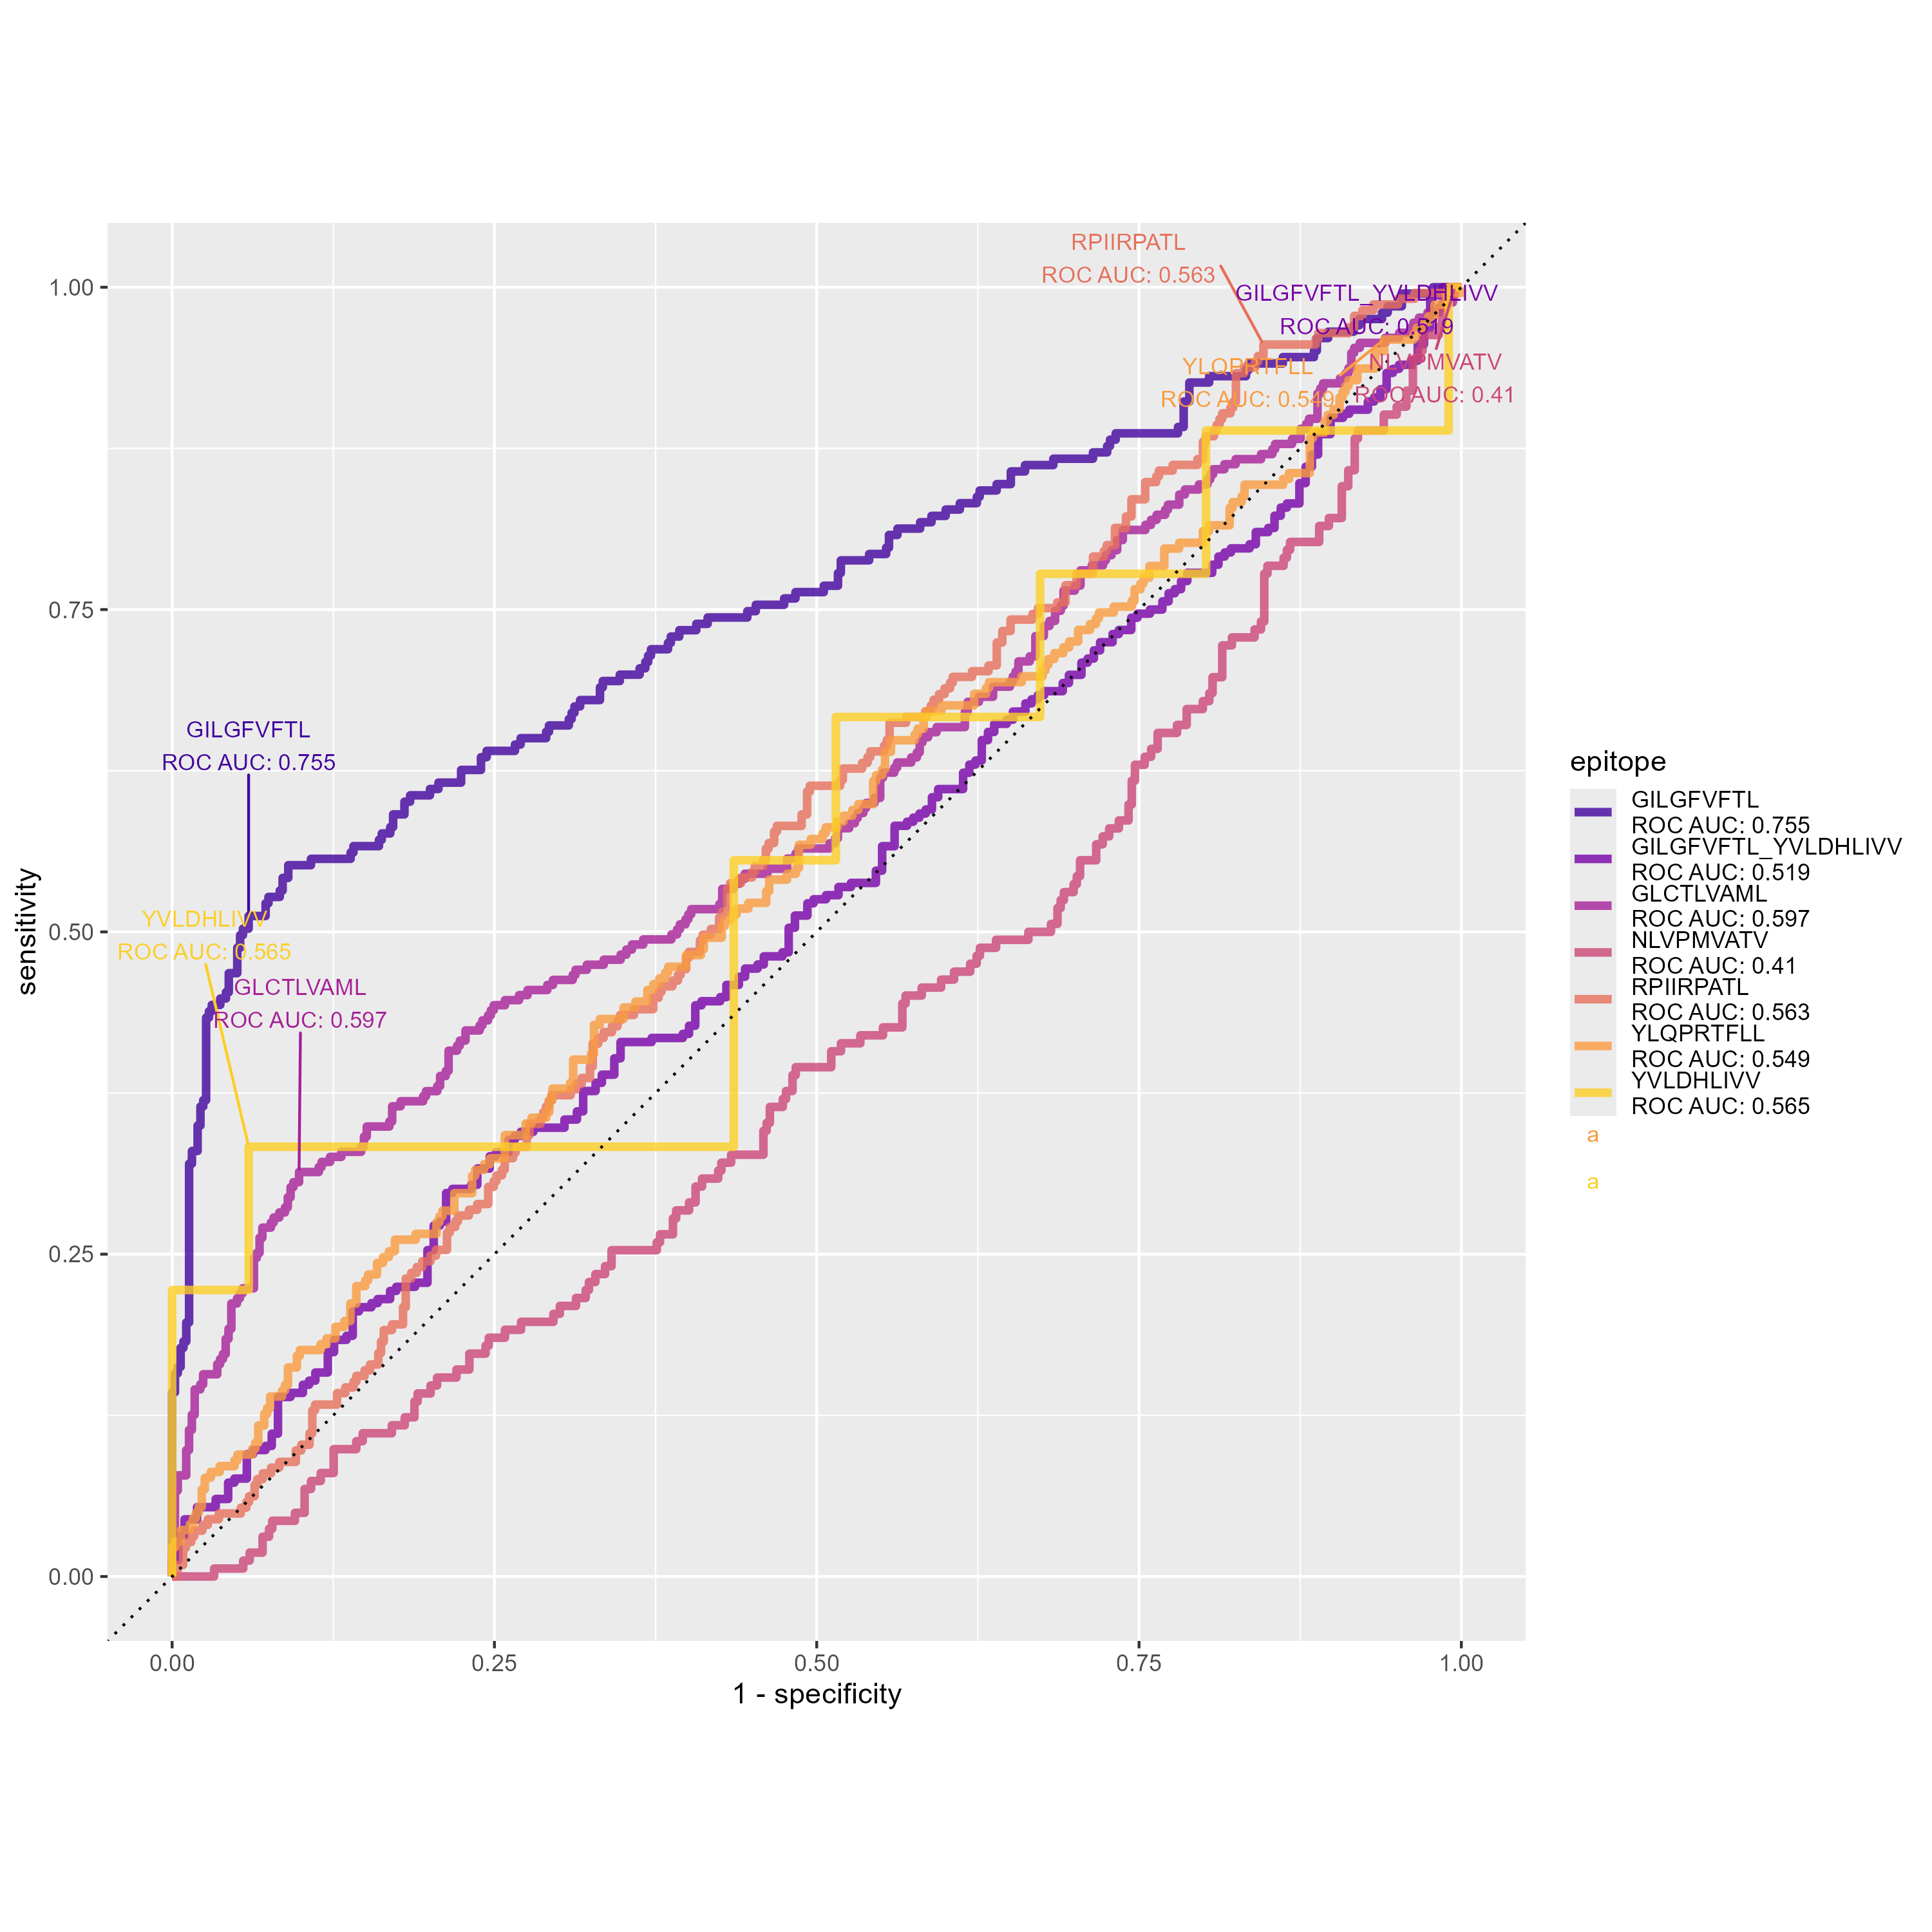 RPIIRPATL
ROC AUC: 0.563
1.00
GILGFVFTL_YVLDHLIVV
ROC AUC: 0.519
YLQPRTFLL
ROC AUC: 0.549
NLVPMVATV
ROC AUC: 0.41
0.75
GILGFVFTL
ROC AUC: 0.755
YVLDHLIVV
ROC AUC: 0.565
0.50
GLCTLVAML
ROC AUC: 0.597
0.25
0.00
sensitivity
0.00 0.25 0.50 0.75 1.00
1 - specificity
epitope
GILGFVFTL
ROC AUC: 0.755
GILGFVFTL_YVLDHLIVV
ROC AUC: 0.519
GLCTLVAML
ROC AUC: 0.597
NLVPMVATV
ROC AUC: 0.41
RPIIRPATL
ROC AUC: 0.563
YLQPRTFLL
ROC AUC: 0.549
YVLDHLIVV
ROC AUC: 0.565
a
a